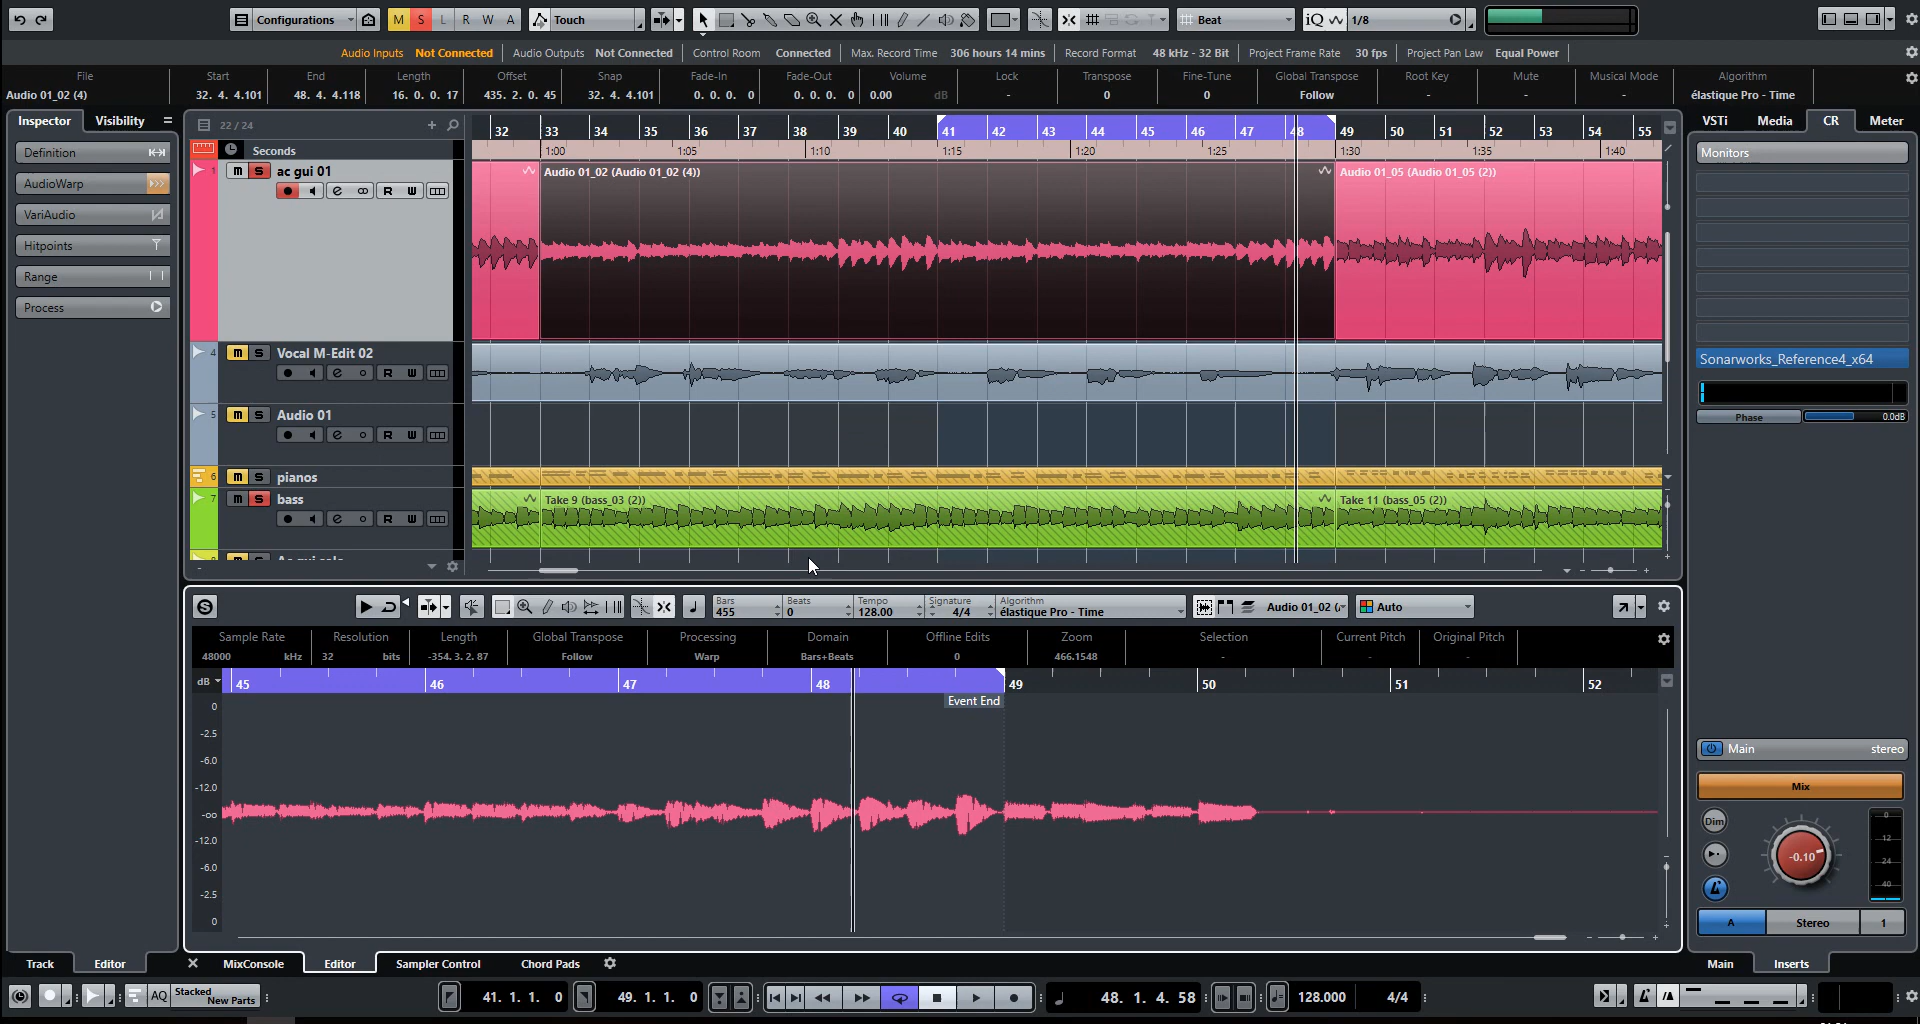 Configurations M S L R W A Touch Beat iQ 1/8
Audio Inputs Not Connected Audio Outputs Not Connected Control Room Connected Max. Record Time 306 hours 14 mins Record Format 48 kHz - 32 Bit Project Frame Rate 30 fps Project Pan Law Equal Power
File Start End Length Offset Snap Fade-In Fade-Out Volume Lock Transpose Fine-Tune Global Transpose Root Key Mute Musical Mode Algorithm
Audio 01_02 (4) 32. 4. 4.101 48. 4. 4.118 16. 0. 0. 17 435. 2. 0. 45 32. 4. 4.101 0. 0. 0. 0 0. 0. 0. 0 0.00 dB - 0 0 Follow - - - élastique Pro - Time
Inspector Visibility 22 / 24 32 33 34 35 36 37 38 39 40 41 42 43 44 45 46 47 48 49 50 51 52 53 54 55 VSTi Media CR Meter
Definition Seconds 1:00 1:05 1:10 1:15 1:20 1:25 1:30 1:35 1:40 Monitors
AudioWarp
VariAudio
Hitpoints
Range
Process
1 m S ac gui 01 Audio 01_02 (Audio 01_02 (4)) Audio 01_05 (Audio 01_05 (2))
e R W
4 m S Vocal M-Edit 02 Sonarworks_Reference4_x64
e R W
5 m S Audio 01 Phase 0.0dB
e R W
6 m S pianos
7 m S bass Take 9 (bass_03 (2)) Take 11 (bass_05 (2))
e R W
Bars 455 Beats 0 Tempo 128.00 Signature 4/4 Algorithm élastique Pro - Time Audio 01_02 ( Auto
Sample Rate Resolution Length Global Transpose Processing Domain Offline Edits Zoom Selection Current Pitch Original Pitch
48000 kHz 32 bits -354. 3. 2. 87 Follow Warp Bars+Beats 0 466.1548 - - -
dB 45 46 47 48 49 50 51 52
Event End
0
-2.5
-6.0
-12.0
-oo
-12.0
-6.0
-2.5
0
Main stereo
Mix
Dim
-0.10
0
-12
-24
-40
A Stereo 1
Track Editor MixConsole Editor Sampler Control Chord Pads Main Inserts
AQ Stacked New Parts 41. 1. 1. 0 49. 1. 1. 0 48. 1. 4. 58 128.000 4/4